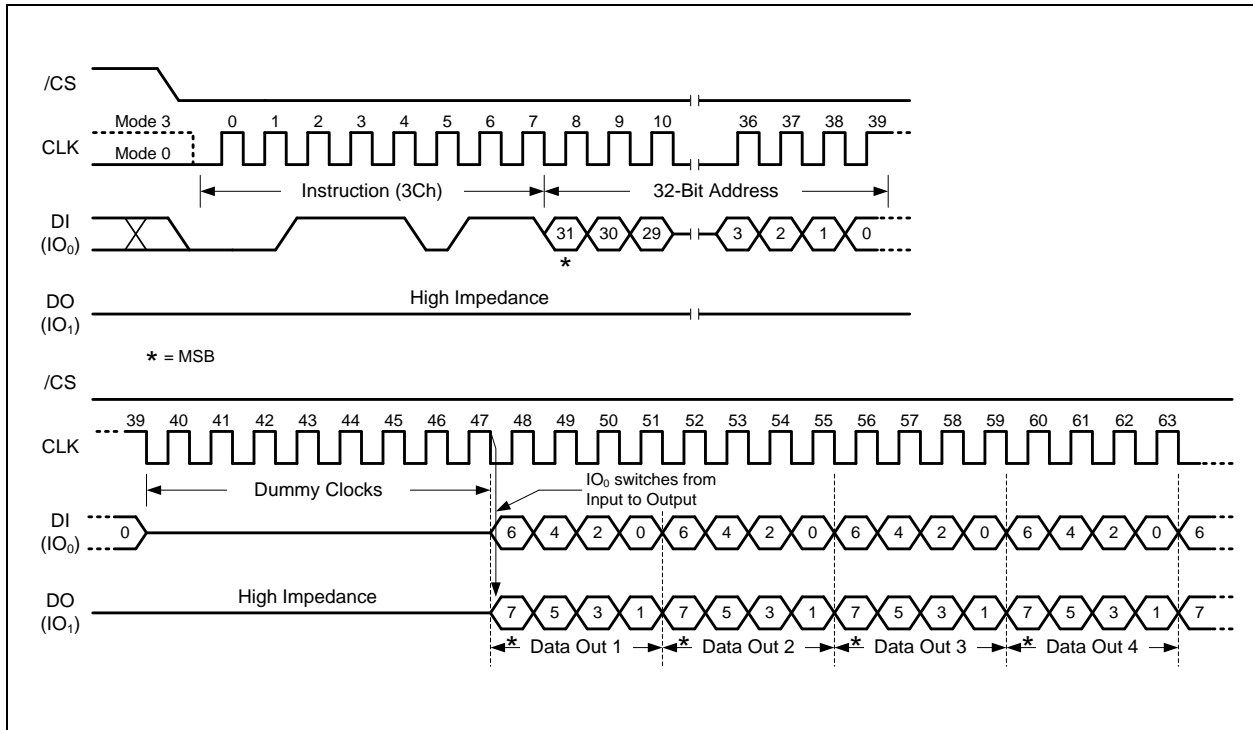 /CS
Mode 3
0 1 2 3 4 5 6 7 8 9 10 36 37 38 39
CLK
Mode 0
Instruction (3Ch) 32-Bit Address
DI
(IO₀)
31 30 29 3 2 1 0
*
High Impedance
DO
(IO₁)
* = MSB
/CS
39 40 41 42 43 44 45 46 47 48 49 50 51 52 53 54 55 56 57 58 59 60 61 62 63
CLK
Dummy Clocks
IO₀ switches from
Input to Output
DI
(IO₀)
0 6 4 2 0 6 4 2 0 6 4 2 0 6 4 2 0 6
High Impedance
DO
(IO₁)
7 5 3 1 7 5 3 1 7 5 3 1 7 5 3 1 7
* Data Out 1 * Data Out 2 * Data Out 3 * Data Out 4